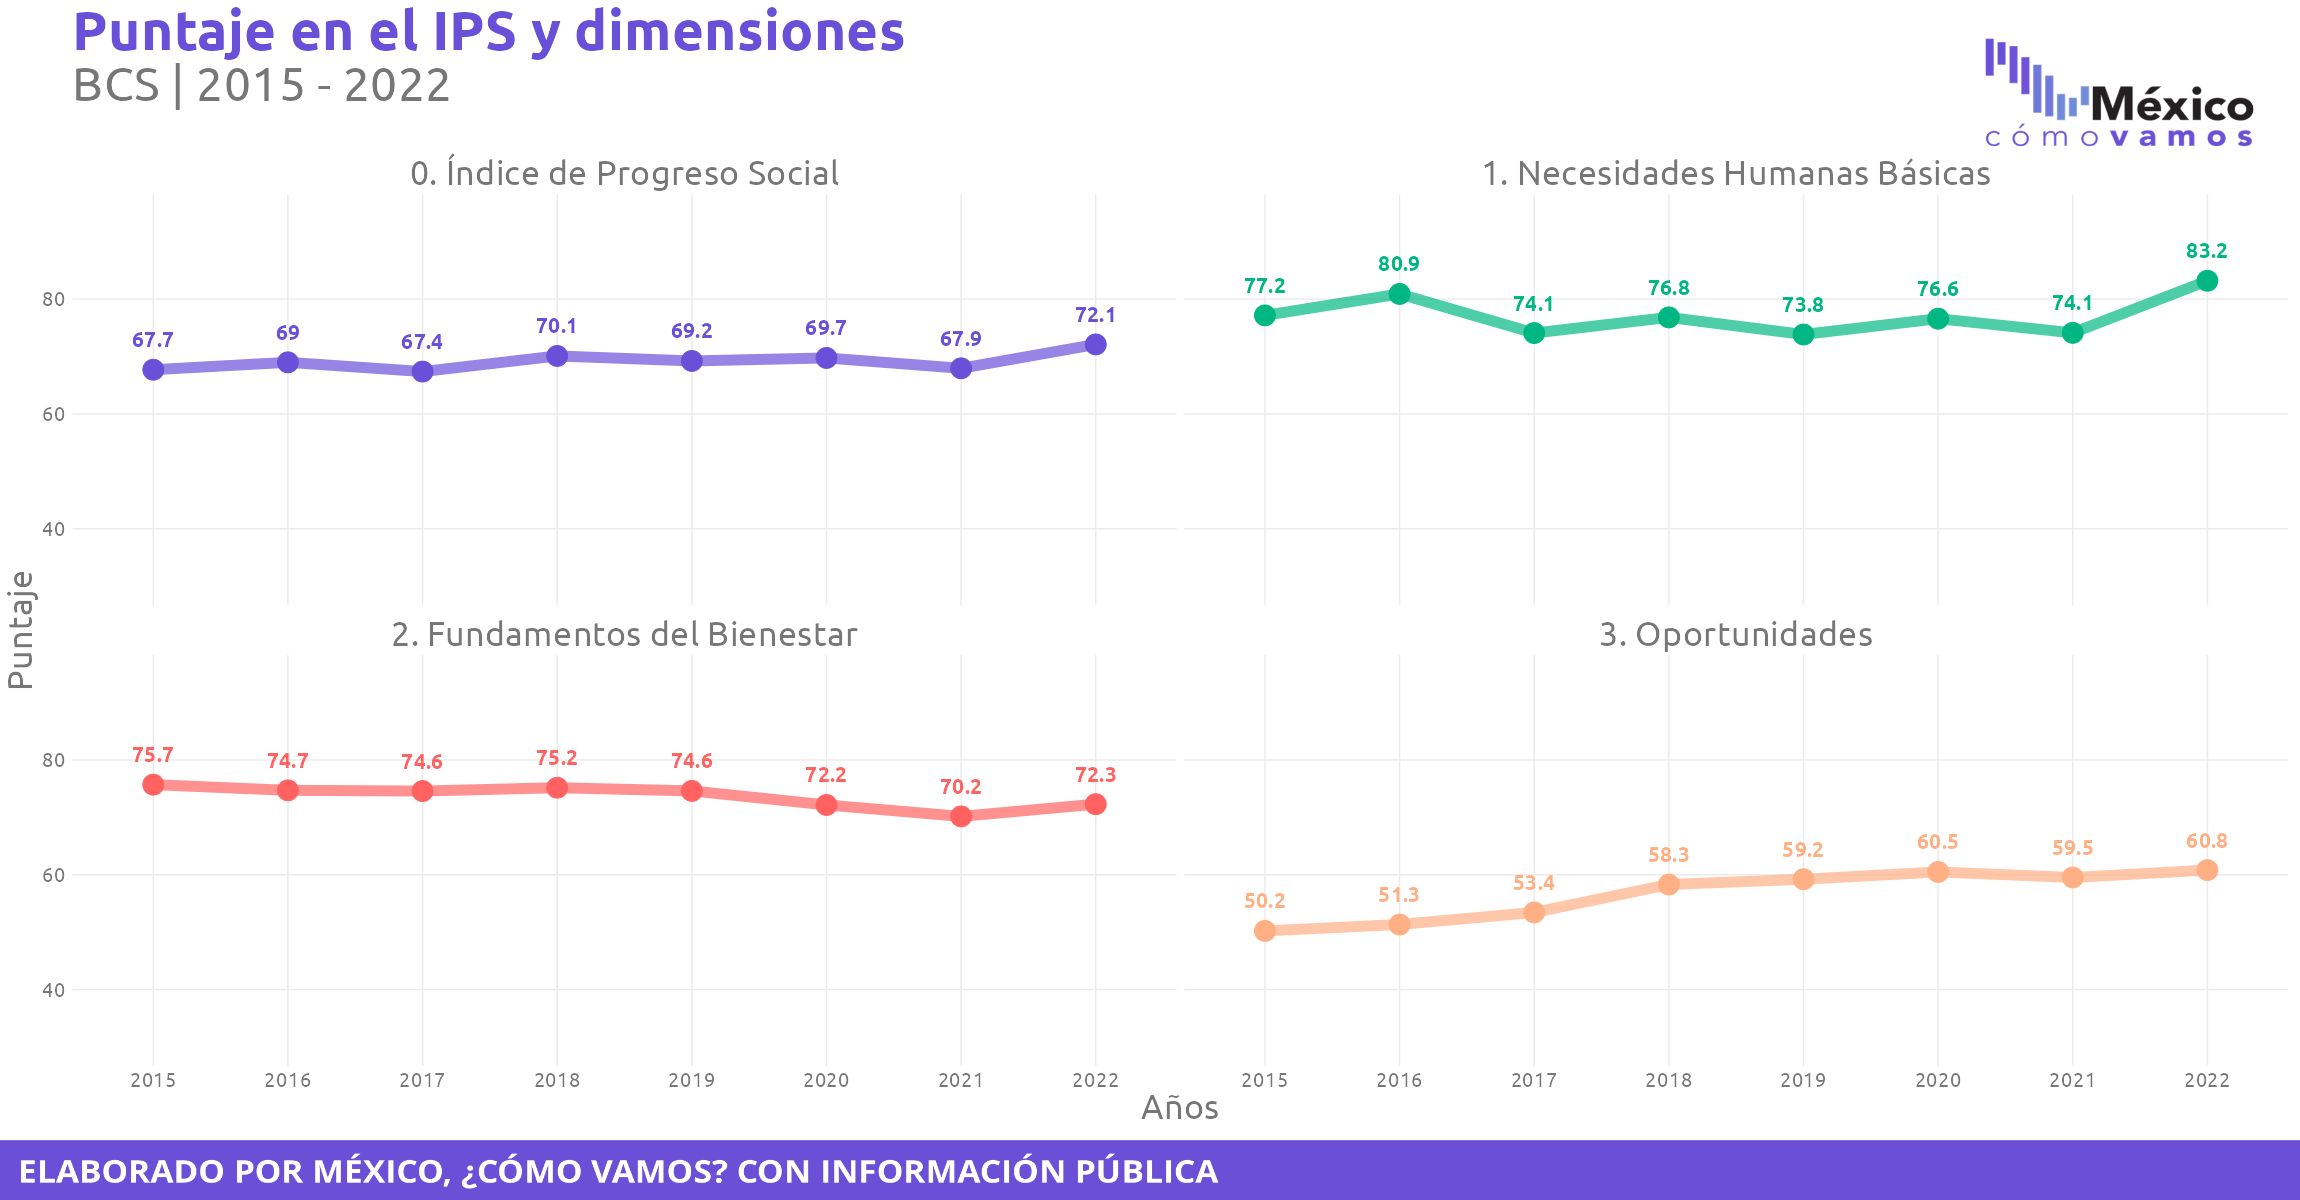 Puntaje en el IPS y dimensiones
BCS | 2015 - 2022
México
cómovamos
0. Índice de Progreso Social
67.7 69 67.4 70.1 69.2 69.7 67.9 72.1
80
60
40
1. Necesidades Humanas Básicas
77.2 80.9 74.1 76.8 73.8 76.6 74.1 83.2
Puntaje
2. Fundamentos del Bienestar
75.7 74.7 74.6 75.2 74.6 72.2 70.2 72.3
80
60
40
2015 2016 2017 2018 2019 2020 2021 2022
3. Oportunidades
50.2 51.3 53.4 58.3 59.2 60.5 59.5 60.8
2015 2016 2017 2018 2019 2020 2021 2022
Años
ELABORADO POR MÉXICO, ¿CÓMO VAMOS? CON INFORMACIÓN PÚBLICA